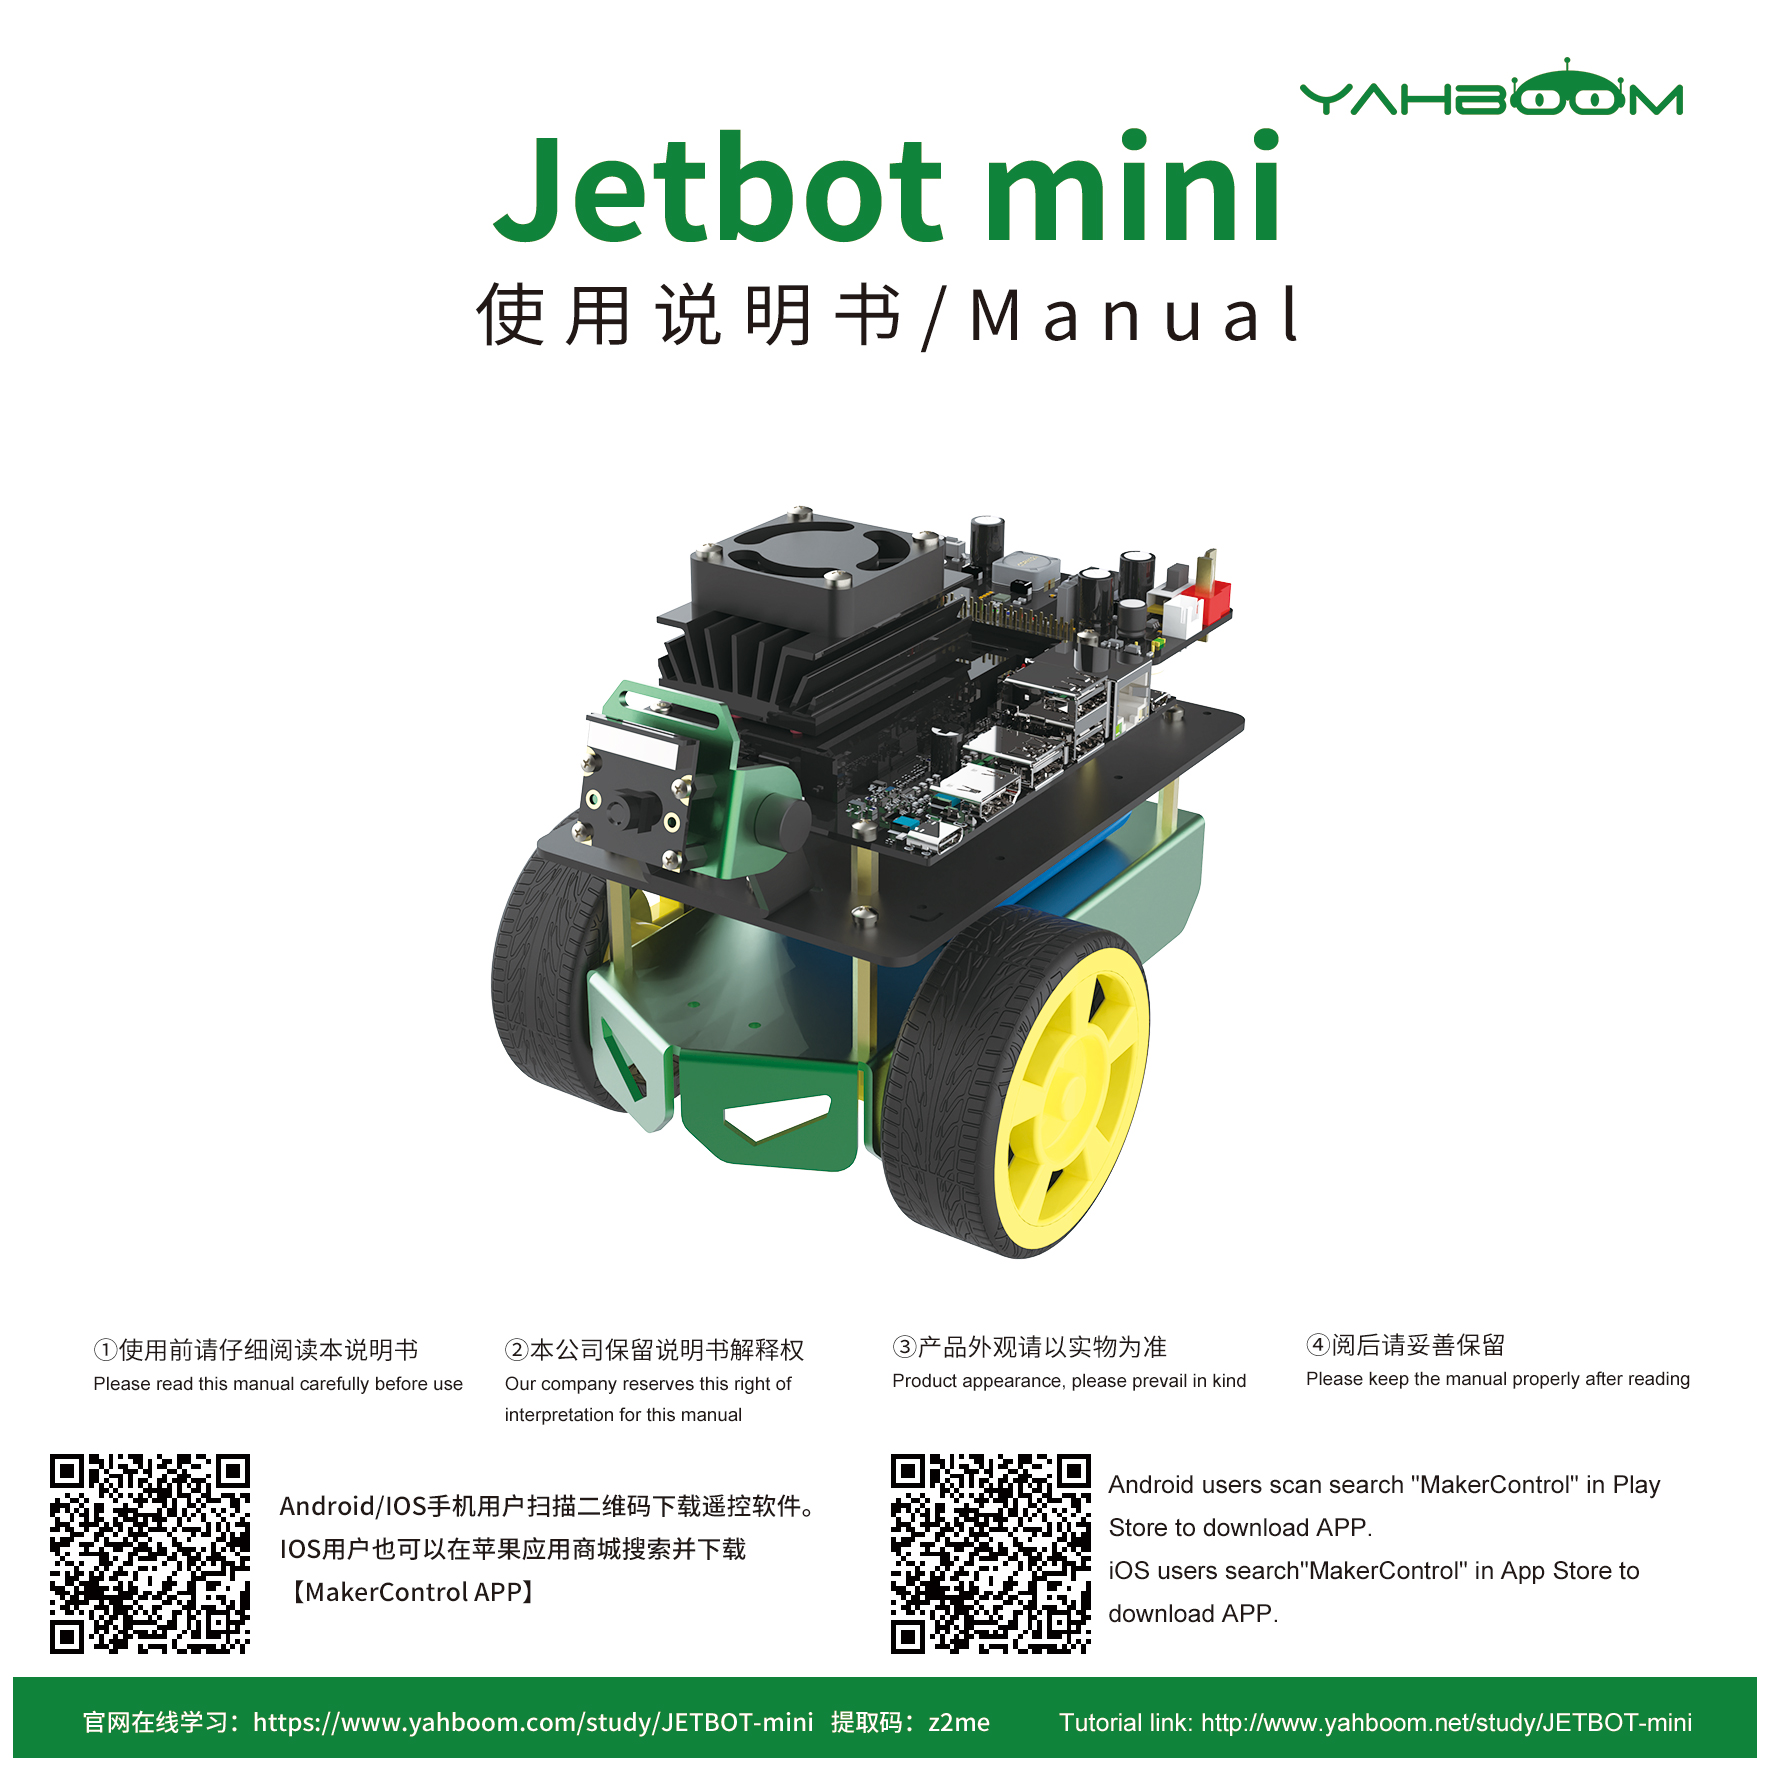 YAHBOOM
Jetbot mini
使用说明书/Manual
①使用前请仔细阅读本说明书
Please read this manual carefully before use
②本公司保留说明书解释权
Our company reserves this right of
interpretation for this manual
③产品外观请以实物为准
Product appearance, please prevail in kind
④阅后请妥善保留
Please keep the manual properly after reading
Android/IOS手机用户扫描二维码下载遥控软件。
IOS用户也可以在苹果应用商城搜索并下载
【MakerControl APP】
Android users scan search "MakerControl" in Play
Store to download APP.
iOS users search"MakerControl" in App Store to
download APP.
官网在线学习：https://www.yahboom.com/study/JETBOT-mini 提取码：z2me
Tutorial link: http://www.yahboom.net/study/JETBOT-mini